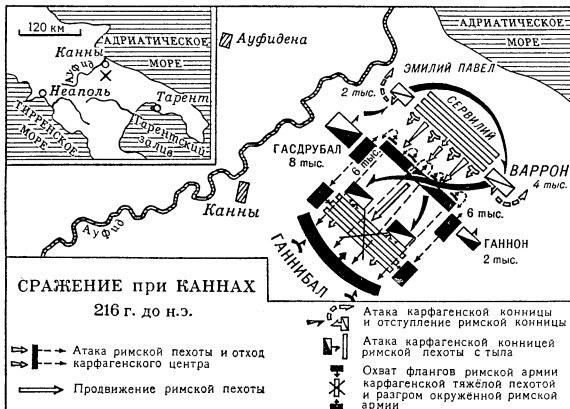 120 км
АДРИАТИЧЕСКОЕ
МОРЕ
Канны
Ауфид
Неаполь
Тарент
ТИРРЕНСКОЕ
МОРЕ
Тарентский
залив
Ауфидена
АДРИАТИЧЕСКОЕ
МОРЕ
ЭМИЛИЙ ПАВЕЛ
2 тыс.
СЕРВИЛИЙ
ГАСДРУБАЛ
8 тыс.
6 тыс.
ВАРРОН
4 тыс.
6 тыс.
ГАННОН
2 тыс.
Канны
Ауфид
ГАННИБАЛ
СРАЖЕНИЕ при КАННАХ
216 г. до н.э.
Атака римской пехоты и отход
карфагенского центра
Продвижение римской пехоты
Атака карфагенской конницы
и отступление римской конницы
Атака карфагенской конницей
римской пехоты с тыла
Охват флангов римской армии
карфагенской тяжёлой пехотой
и разгром окружённой римской
армии